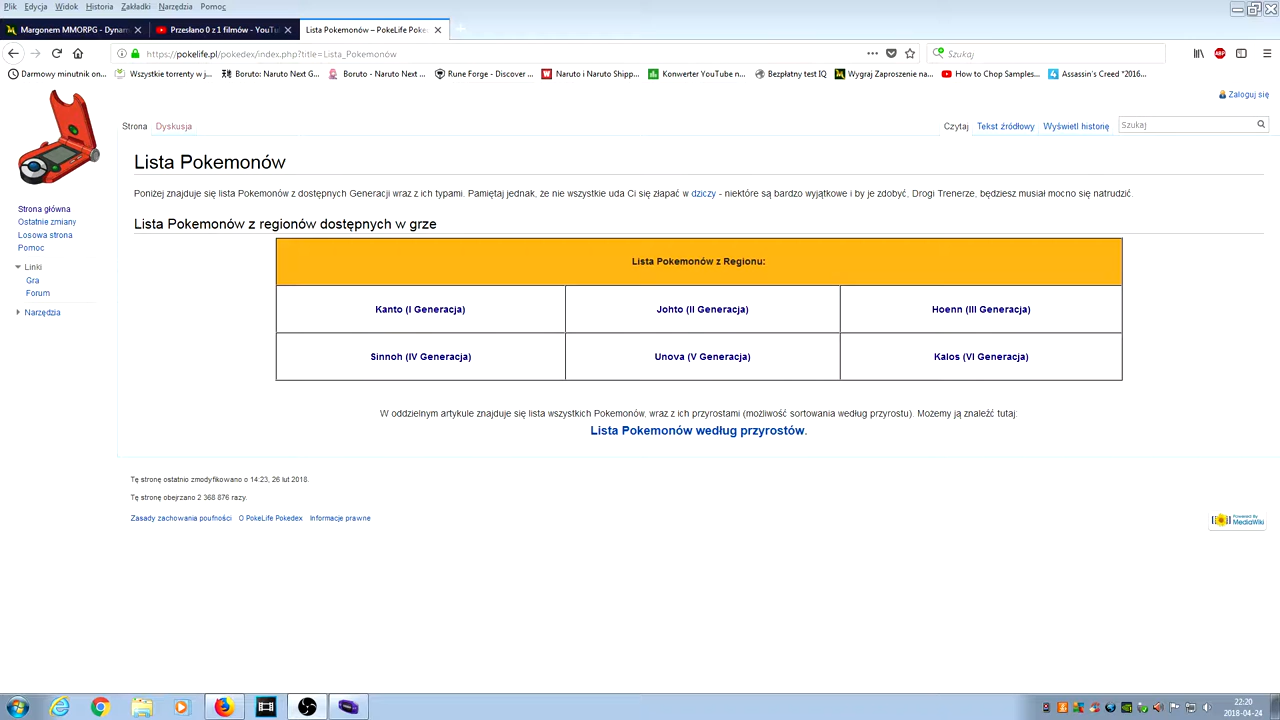 Plik Edycja Widok Historia Zakładki Narzędzia Pomoc
Margonem MMORPG - Dynam
Przesłano 0 z 1 filmów - YouTu
Lista Pokemonów – PokeLife Poke
https://pokelife.pl/pokedex/index.php?title=Lista_Pokemonów
Szukaj
Darmowy minutnik on...
Wszystkie torrenty w j...
Boruto: Naruto Next G...
Boruto - Naruto Next ...
Rune Forge - Discover ...
Naruto i Naruto Shipp...
Konwerter YouTube n...
Bezpłatny test IQ
Wygraj Zaproszenie na...
How to Chop Samples...
Assassin's Creed "2016...
Zaloguj się
Strona Dyskusja
Czytaj Tekst źródłowy Wyświetl historię
Szukaj
Lista Pokemonów
Poniżej znajduje się lista Pokemonów z dostępnych Generacji wraz z ich typami. Pamiętaj jednak, że nie wszystkie uda Ci się złapać w dziczy - niektóre są bardzo wyjątkowe i by je zdobyć, Drogi Trenerze, będziesz musiał mocno się natrudzić.
Strona główna
Ostatnie zmiany
Losowa strona
Pomoc
Linki
Gra
Forum
Narzędzia
Lista Pokemonów z regionów dostępnych w grze
Lista Pokemonów z Regionu:
Kanto (I Generacja) Johto (II Generacja) Hoenn (III Generacja)
Sinnoh (IV Generacja) Unova (V Generacja) Kalos (VI Generacja)
W oddzielnym artykule znajduje się lista wszystkich Pokemonów, wraz z ich przyrostami (możliwość sortowania według przyrostu). Możemy ją znaleźć tutaj:
Lista Pokemonów według przyrostów.
Tę stronę ostatnio zmodyfikowano o 14:23, 26 lut 2018.
Tę stronę obejrzano 2 368 876 razy.
Zasady zachowania poufności O PokeLife Pokedex Informacje prawne
Powered By
MediaWiki
22:20
2018-04-24